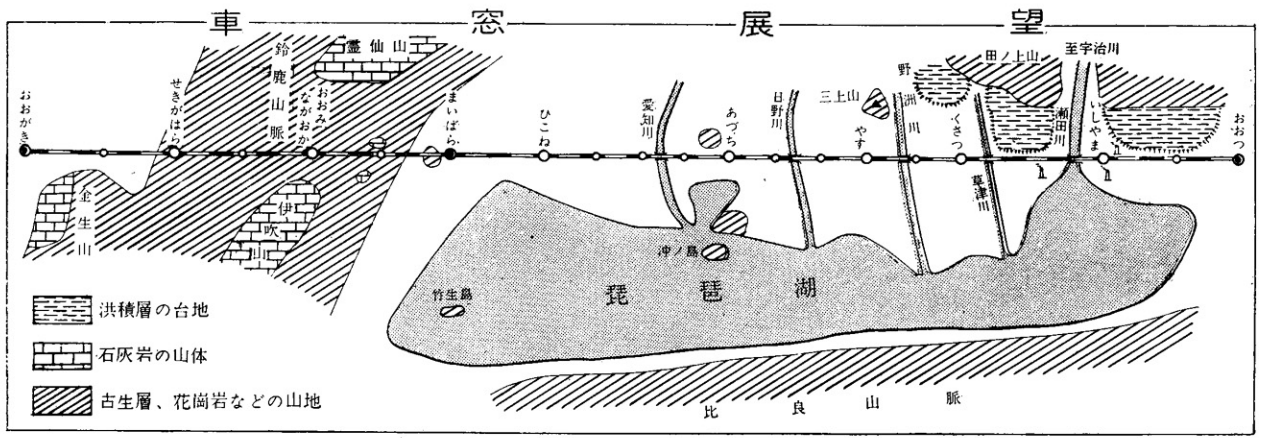 車窓展望
おおがき
せきがはら
鈴鹿山脈
おおみ
ながおか
霊仙山
まいばら
ひこね
愛知川
あづち
日野川
三上山
やす
野洲川
くさつ
草津川
田ノ上山
瀬田川
至宇治川
いしやま
おおつ
金生山
伊吹山
沖ノ島
竹生島
琵琶湖
比良山脈
洪積層の台地
石灰岩の山体
古生層、花崗岩などの山地